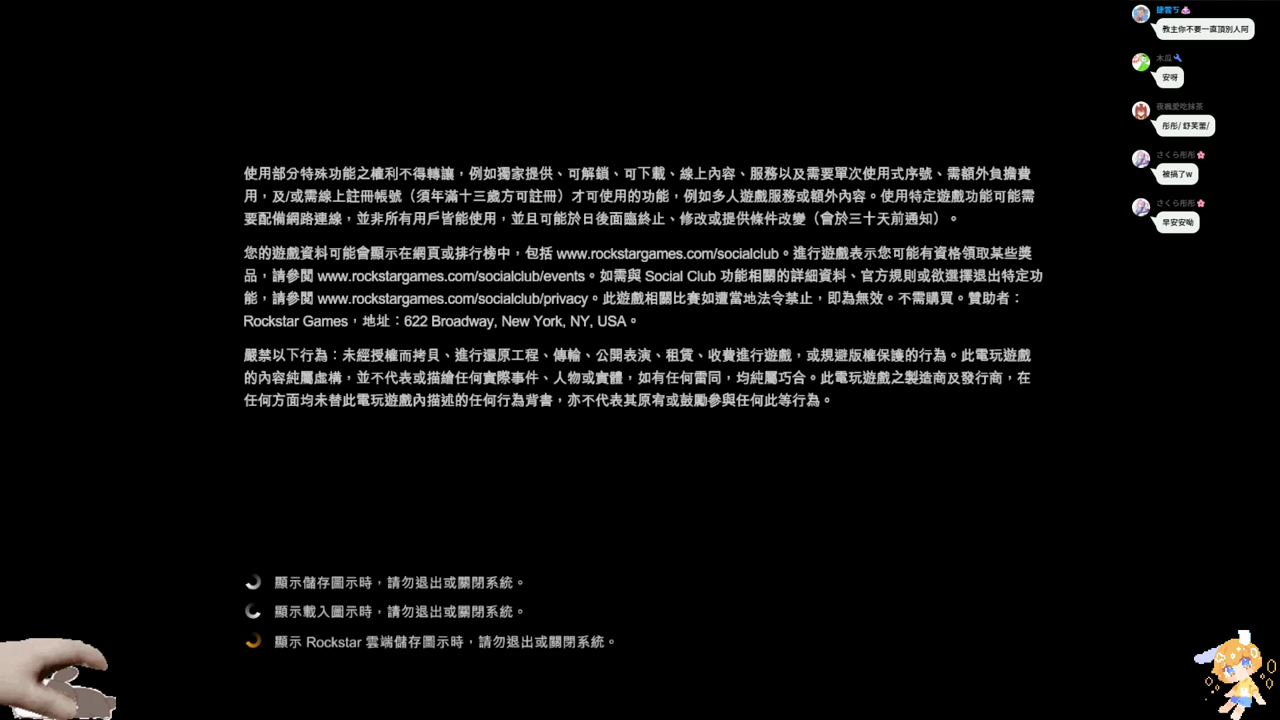 使用部分特殊功能之權利不得轉讓，例如獨家提供、可解鎖、可下載、線上內容、服務以及需要單次使用式序號、需額外負擔費
用，及/或需線上註冊帳號（須年滿十三歲方可註冊）才可使用的功能，例如多人遊戲服務或額外內容。使用特定遊戲功能可能需
要配備網路連線，並非所有用戶皆能使用，並且可能於日後面臨終止、修改或提供條件改變（會於三十天前通知）。
您的遊戲資料可能會顯示在網頁或排行榜中，包括 www.rockstargames.com/socialclub。進行遊戲表示您可能有資格領取某些獎
品，請參閱 www.rockstargames.com/socialclub/events。如需與 Social Club 功能相關的詳細資料、官方規則或欲選擇退出特定功
能，請參閱 www.rockstargames.com/socialclub/privacy。此遊戲相關比賽如遭當地法令禁止，即為無效。不需購買。贊助者：
Rockstar Games，地址：622 Broadway, New York, NY, USA。
嚴禁以下行為：未經授權而拷貝、進行還原工程、傳輸、公開表演、租賃、收費進行遊戲，或規避版權保護的行為。此電玩遊戲
的內容純屬虛構，並不代表或描繪任何實際事件、人物或實體，如有任何雷同，均純屬巧合。此電玩遊戲之製造商及發行商，在
任何方面均未替此電玩遊戲內描述的任何行為背書，亦不代表其原宥或鼓勵參與任何此等行為。
顯示儲存圖示時，請勿退出或關閉系統。
顯示載入圖示時，請勿退出或關閉系統。
顯示 Rockstar 雲端儲存圖示時，請勿退出或關閉系統。
教主你不要一直頂別人阿
木瓜
安呀
夜楓愛吃抹茶
彤彤/ 舒芙蕾/
さくら彤彤
被搞了w
さくら彤彤
早安安呦